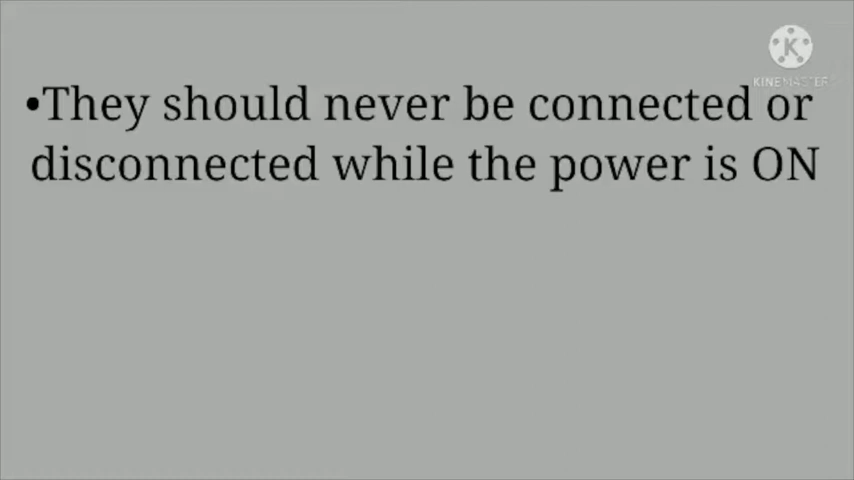 KINEMASTER
•They should never be connected or
disconnected while the power is ON